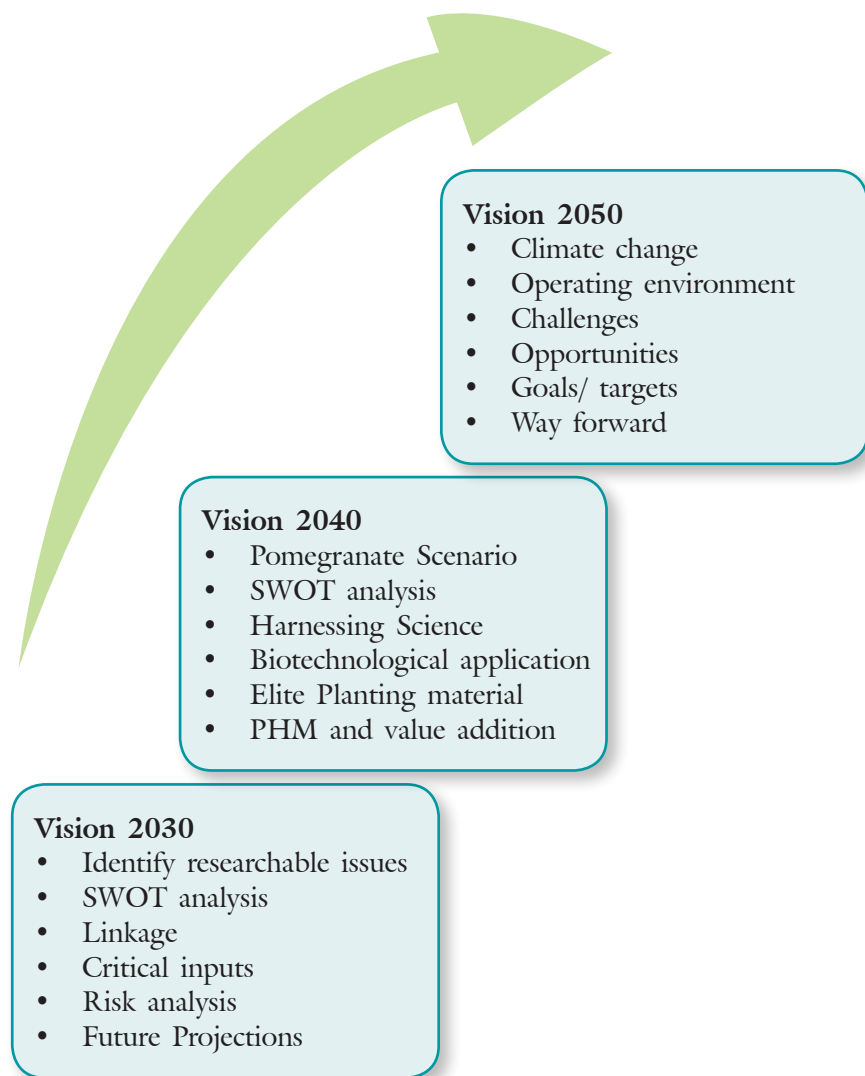 Vision 2050
• Climate change
• Operating environment
• Challenges
• Opportunities
• Goals/ targets
• Way forward
Vision 2040
• Pomegranate Scenario
• SWOT analysis
• Harnessing Science
• Biotechnological application
• Elite Planting material
• PHM and value addition
Vision 2030
• Identify researchable issues
• SWOT analysis
• Linkage
• Critical inputs
• Risk analysis
• Future Projections